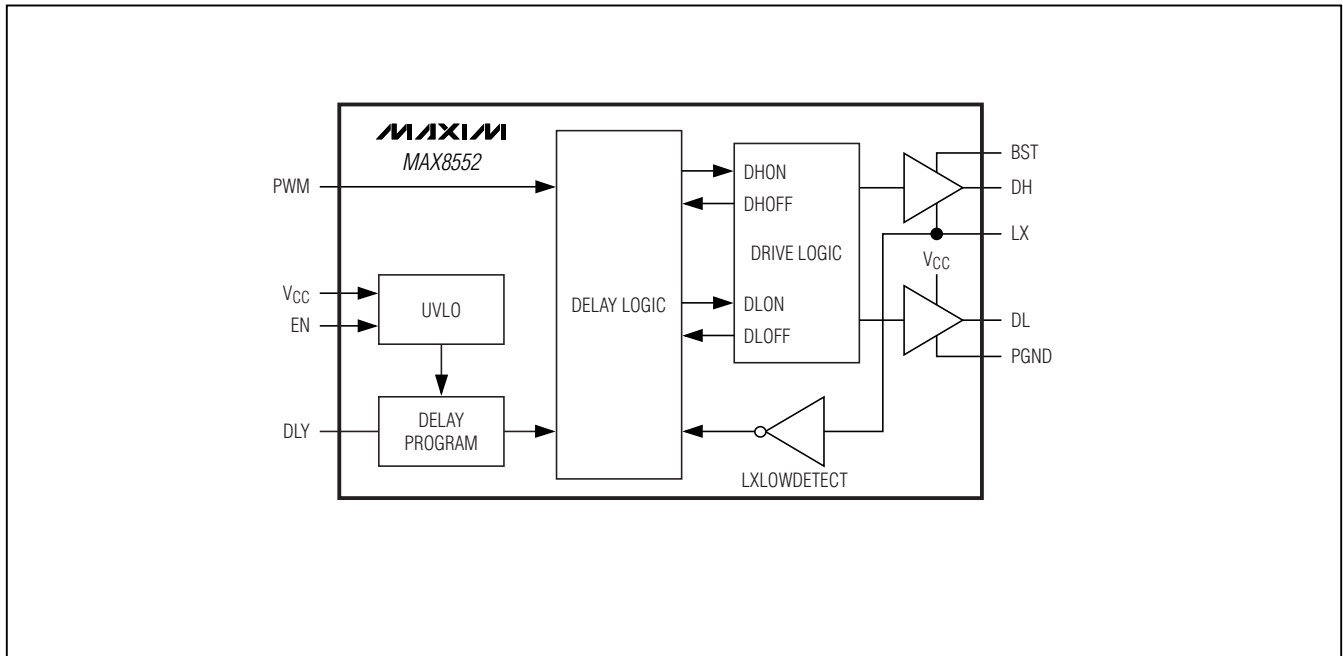 MAXIM
MAX8552
PWM
VCC
EN
DLY
UVLO
DELAY
PROGRAM
DELAY LOGIC
DHON
DHOFF
DRIVE LOGIC
DLON
DLOFF
LXLOWDETECT
BST
DH
LX
VCC
DL
PGND